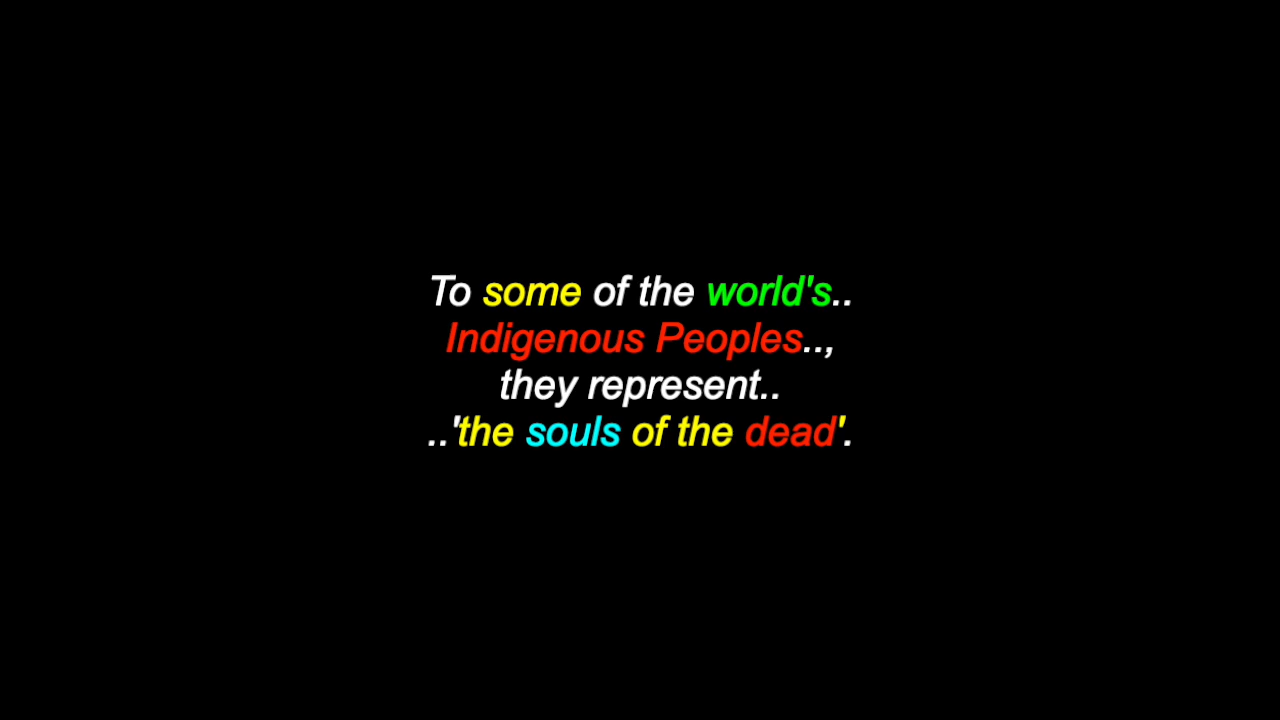 To some of the world's..
Indigenous Peoples..,
they represent..
..'the souls of the dead'.